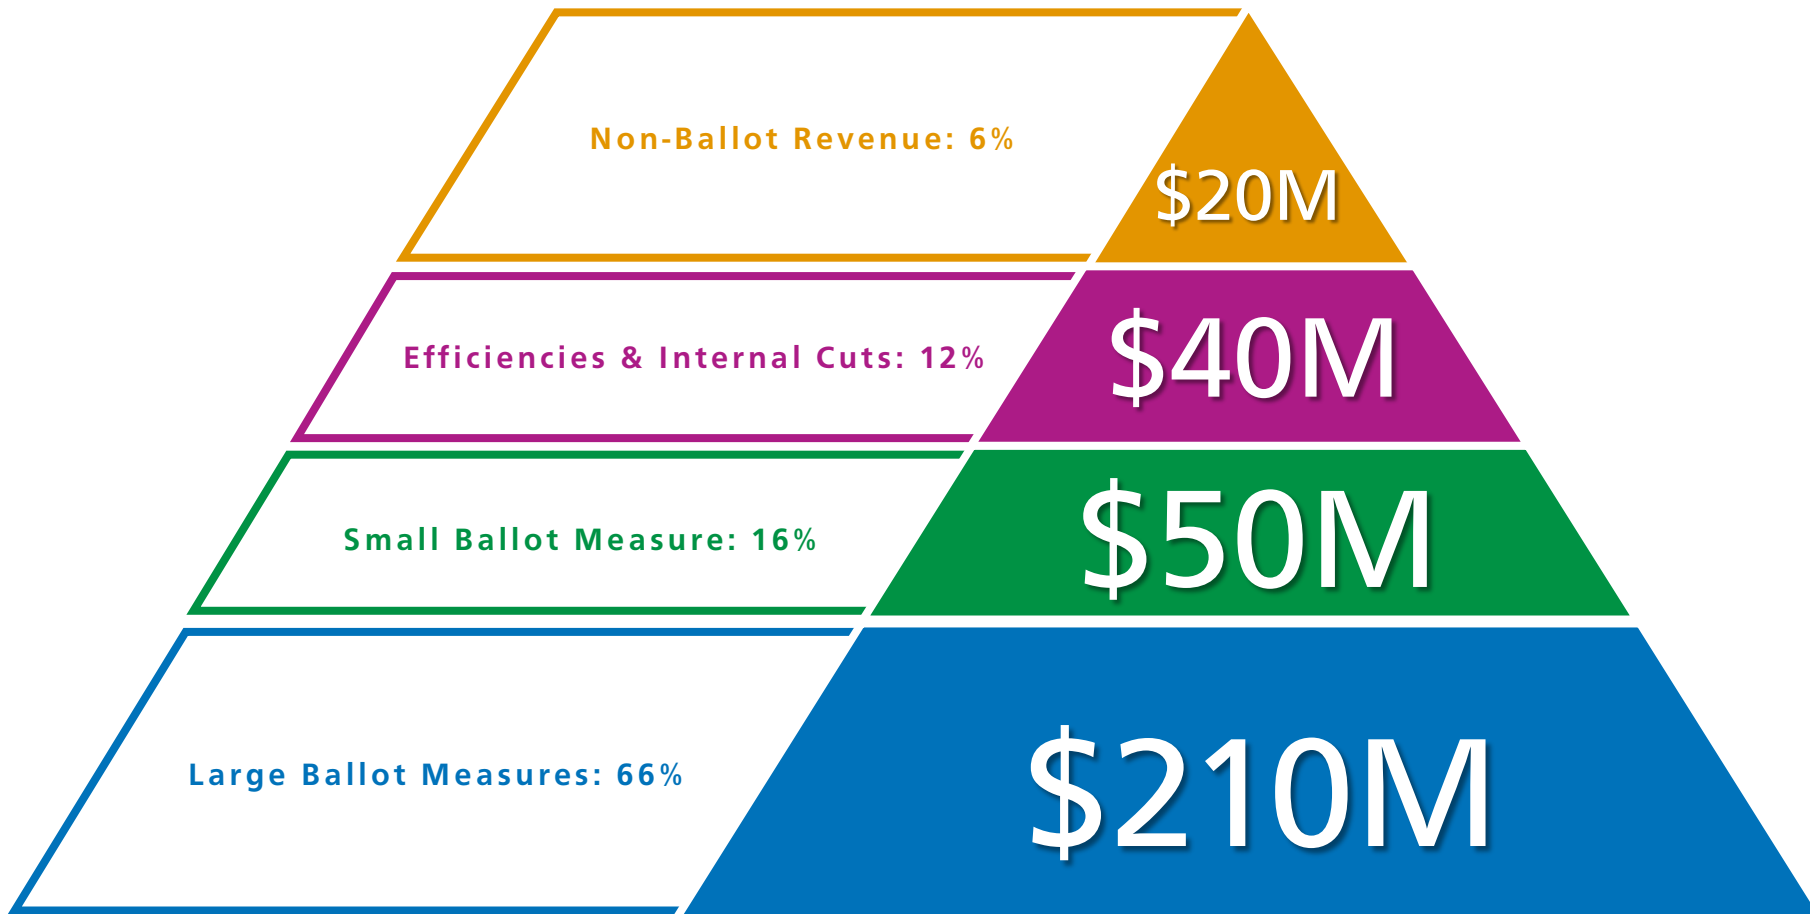 Non-Ballot Revenue: 6%
$20M
Efficiencies & Internal Cuts: 12%
$40M
Small Ballot Measure: 16%
$50M
Large Ballot Measures: 66%
$210M